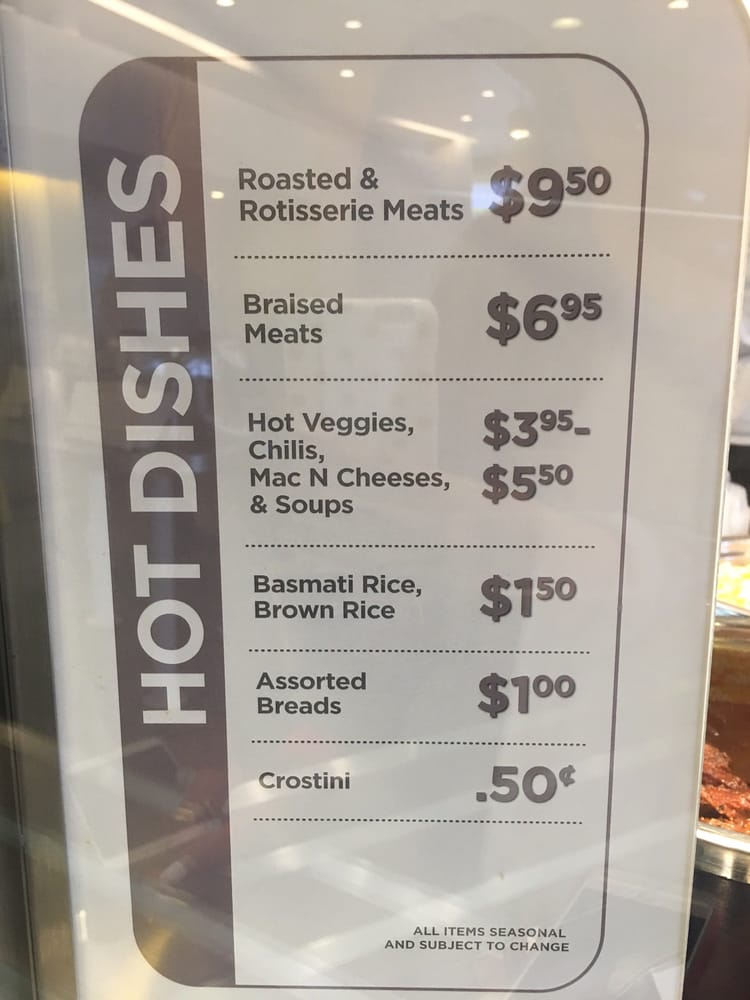 HOT DISHES
Roasted & $9.50
Rotisserie Meats
Braised $6.95
Meats
Hot Veggies, $3.95-
Chilis,
Mac N Cheeses, $5.50
& Soups
Basmati Rice, $1.50
Brown Rice
Assorted $1.00
Breads
Crostini .50¢
ALL ITEMS SEASONAL
AND SUBJECT TO CHANGE